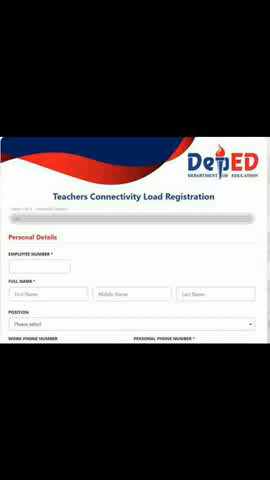 DepED
DEPARTMENT OF EDUCATION
Teachers Connectivity Load Registration
Personal Details
EMPLOYEE NUMBER *
FULL NAME *
First Name Middle Name Last Name
POSITION
Please select
WORK PHONE NUMBER PERSONAL PHONE NUMBER *